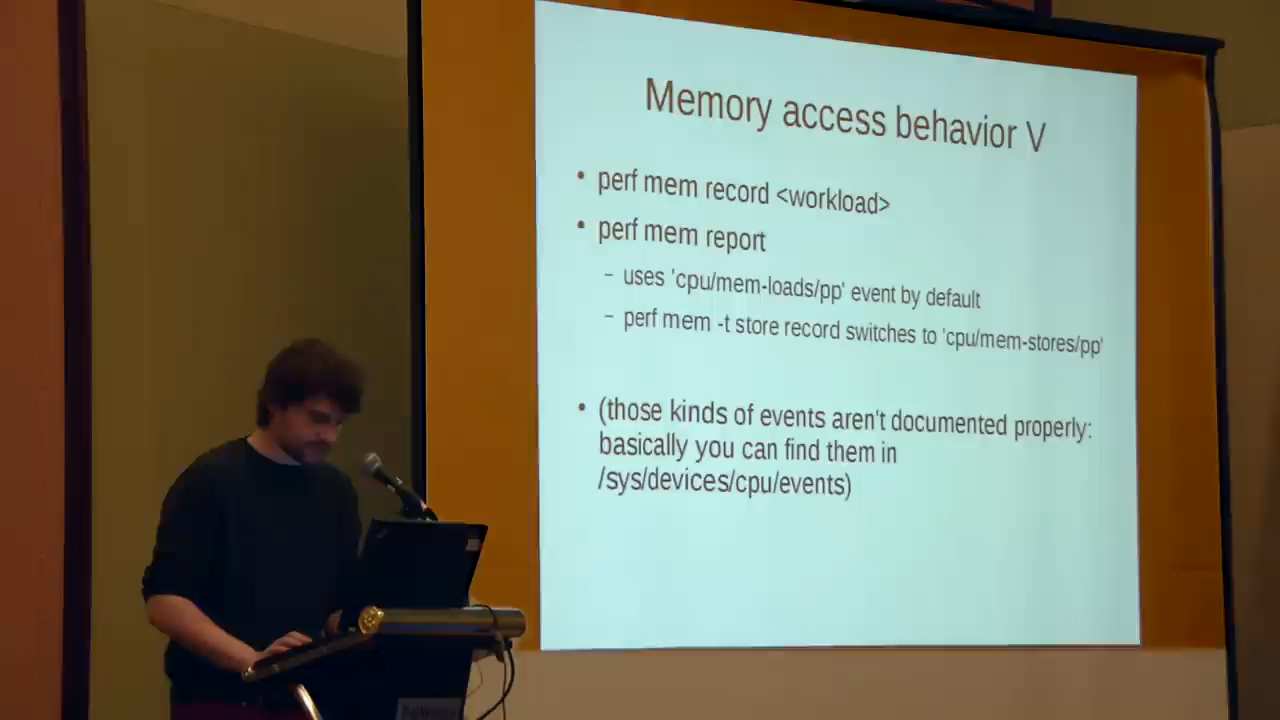 Memory access behavior V
• perf mem record <workload>
• perf mem report
– uses 'cpu/mem-loads/pp' event by default
– perf mem -t store record switches to 'cpu/mem-stores/pp'
• (those kinds of events aren't documented properly:
basically you can find them in
/sys/devices/cpu/events)